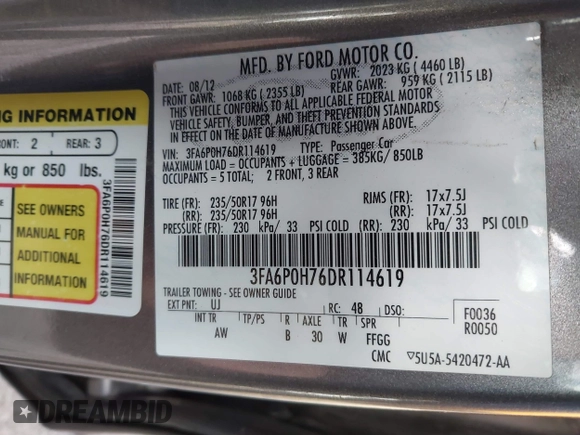 MFD. BY FORD MOTOR CO.
DATE: 08/12
GVWR: 2023 KG ( 4460 LB)
FRONT GAWR: 1068 KG ( 2355 LB)
REAR GAWR: 959 KG ( 2115 LB)
THIS VEHICLE CONFORMS TO ALL APPLICABLE FEDERAL MOTOR
VEHICLE SAFETY, BUMPER, AND THEFT PREVENTION STANDARDS
IN EFFECT ON THE DATE OF MANUFACTURE SHOWN ABOVE.
VIN: 3FA6P0H76DR114619
TYPE: Passenger Car
MAXIMUM LOAD = OCCUPANTS + LUGGAGE = 385KG/ 850LB
OCCUPANTS = 5 TOTAL; 2 FRONT, 3 REAR
TIRE (FR): 235/50R17 96H RIMS (FR): 17x7.5J
(RR): 235/50R17 96H (RR): 17x7.5J
PRESSURE (FR): 230 kPa/ 33 PSI COLD (RR): 230 kPa/ 33 PSI COLD
3FA6P0H76DR114619
TRAILER TOWING - SEE OWNER GUIDE
EXT PNT: UJ RC: 48 DSO: F0036
R0050
INT TR TP/PS R AXLE TR SPR
AW B 30 W FFGG
CMC ▽5U5A-5420472-AA
NG INFORMATION
ONT: 2 REAR: 3
kg or 850 lbs.
SEE OWNERS
MANUAL FOR
ADDITIONAL
INFORMATION
3FA6P0H76DR114619
DREAMBID